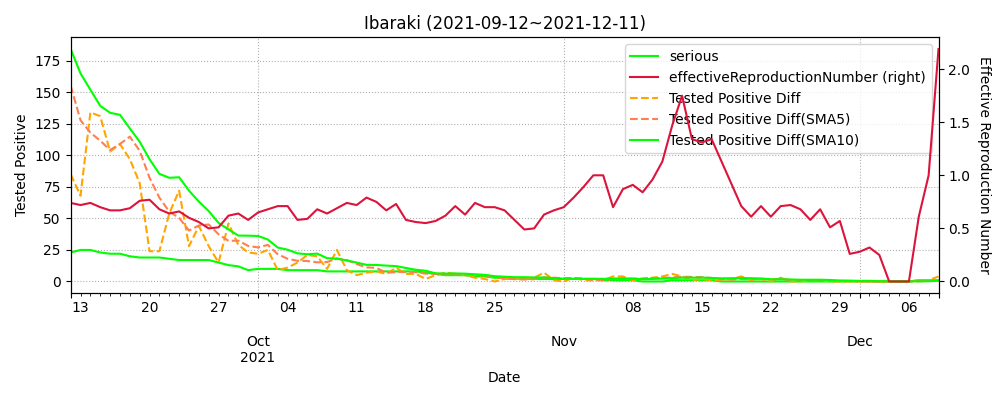 Ibaraki (2021-09-12~2021-12-11)
serious
effectiveReproductionNumber (right)
Tested Positive Diff
Tested Positive Diff(SMA5)
Tested Positive Diff(SMA10)
Tested Positive
175
150
125
100
75
50
25
0
Effective Reproduction Number
2.0
1.5
1.0
0.5
0.0
13 20 27 04 11 18 25 08 15 22 29 06
Oct Nov Dec
2021
Date